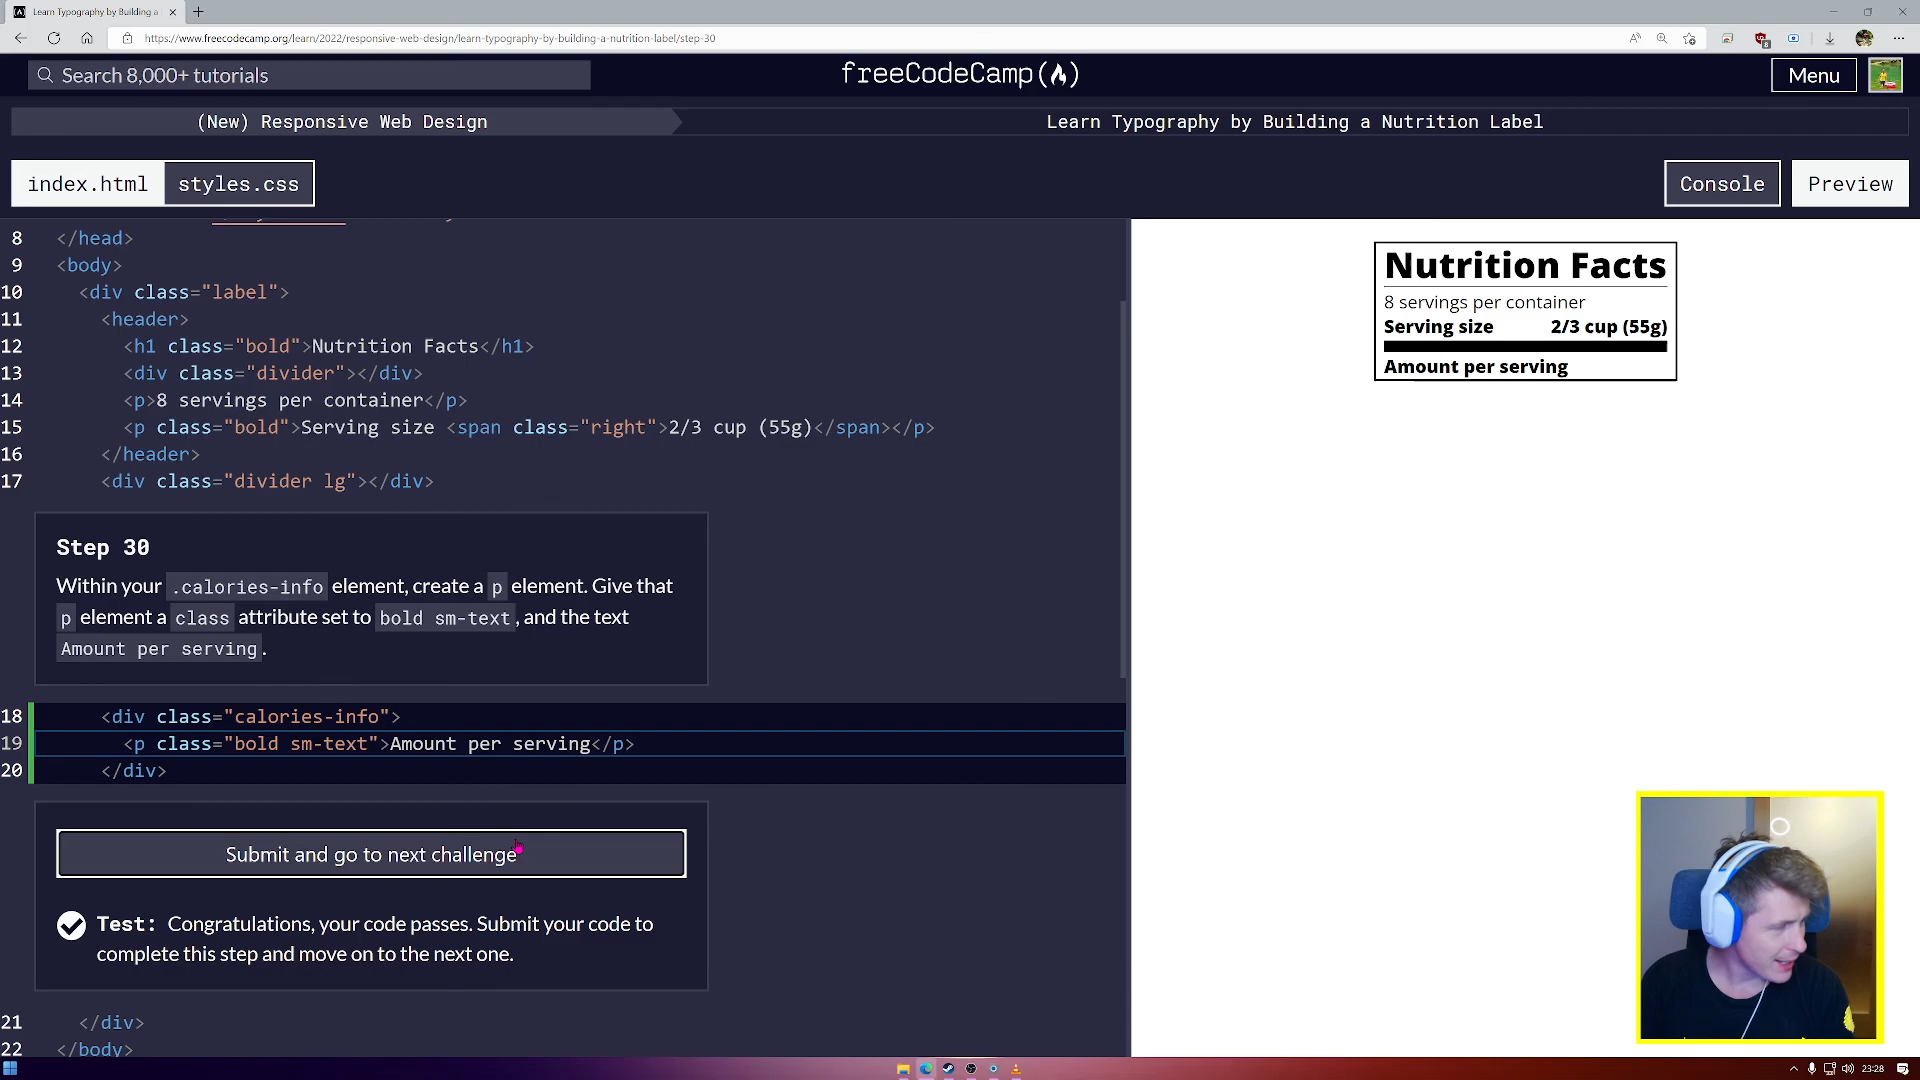 Learn Typography by Building a
https://www.freecodecamp.org/learn/2022/responsive-web-design/learn-typography-by-building-a-nutrition-label/step-30
Search 8,000+ tutorials
freeCodeCamp
Menu
(New) Responsive Web Design
Learn Typography by Building a Nutrition Label
index.html
styles.css
Console
Preview
8 </head>
9 <body>
10 <div class="label">
11 <header>
12 <h1 class="bold">Nutrition Facts</h1>
13 <div class="divider"></div>
14 <p>8 servings per container</p>
15 <p class="bold">Serving size <span class="right">2/3 cup (55g)</span></p>
16 </header>
17 <div class="divider lg"></div>
Step 30
Within your .calories-info element, create a p element. Give that
p element a class attribute set to bold sm-text, and the text
Amount per serving.
18 <div class="calories-info">
19 <p class="bold sm-text">Amount per serving</p>
20 </div>
Submit and go to next challenge
Test: Congratulations, your code passes. Submit your code to
complete this step and move on to the next one.
21 </div>
22 </body>
Nutrition Facts
8 servings per container
Serving size 2/3 cup (55g)
Amount per serving
23:28